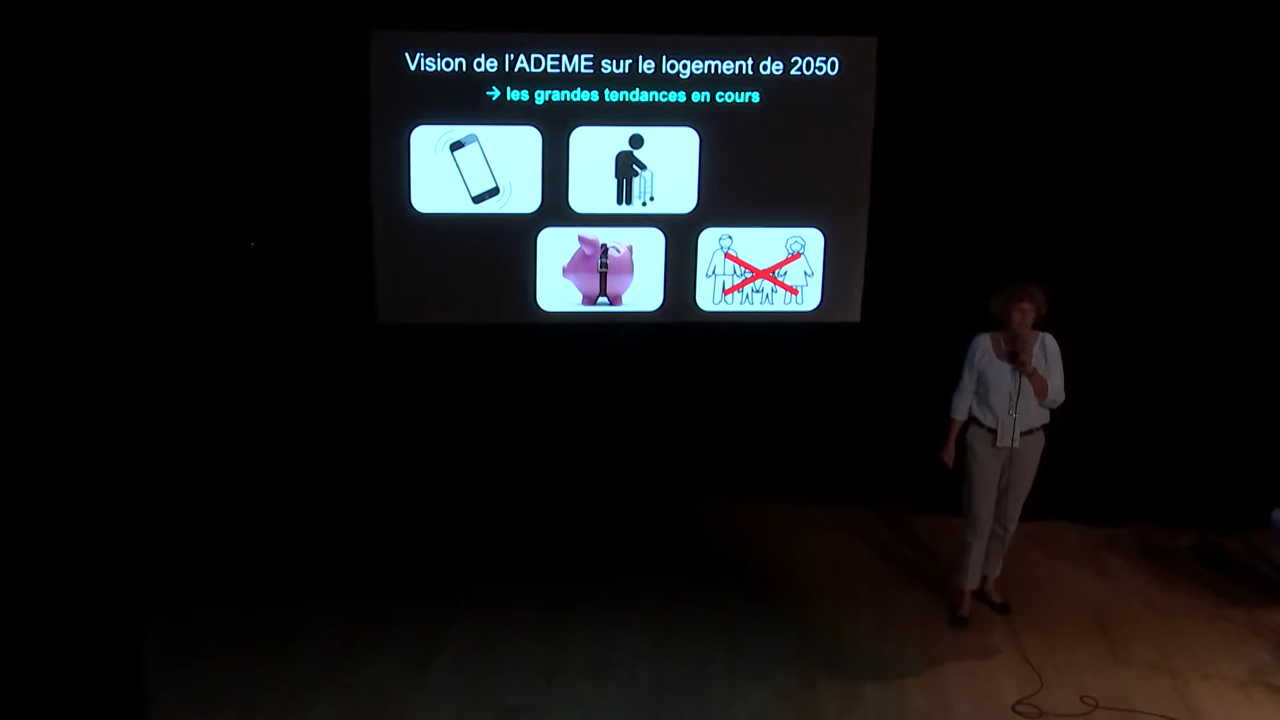 Vision de l'ADEME sur le logement de 2050
→ les grandes tendances en cours